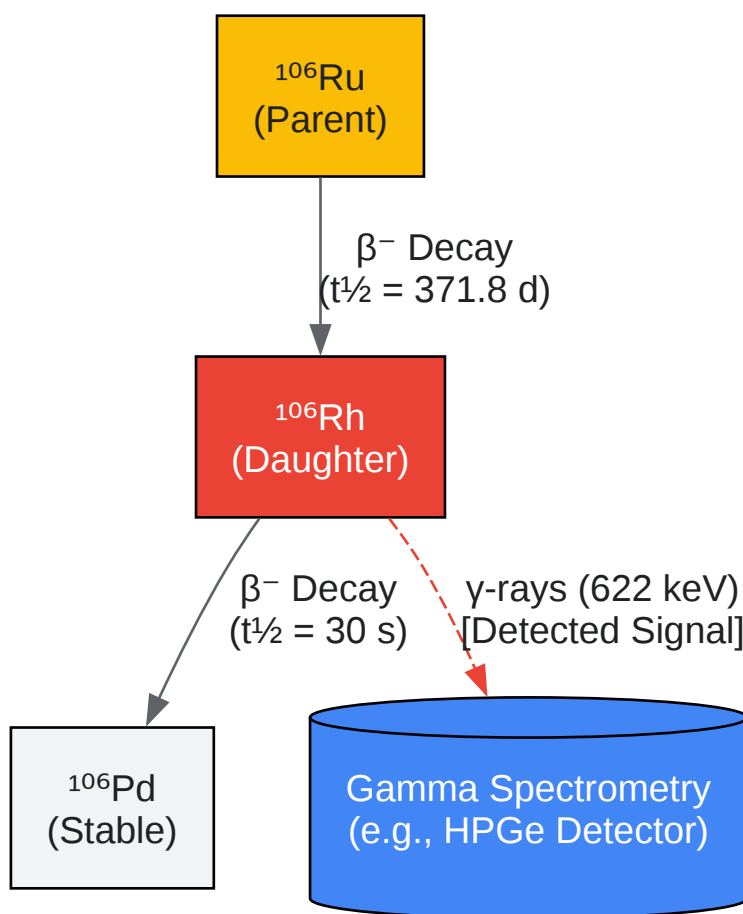 ¹⁰⁶Ru
(Parent)
β⁻ Decay
(t½ = 371.8 d)
¹⁰⁶Rh
(Daughter)
β⁻ Decay
(t½ = 30 s)
γ-rays (622 keV)
[Detected Signal]
¹⁰⁶Pd
(Stable)
Gamma Spectrometry
(e.g., HPGe Detector)